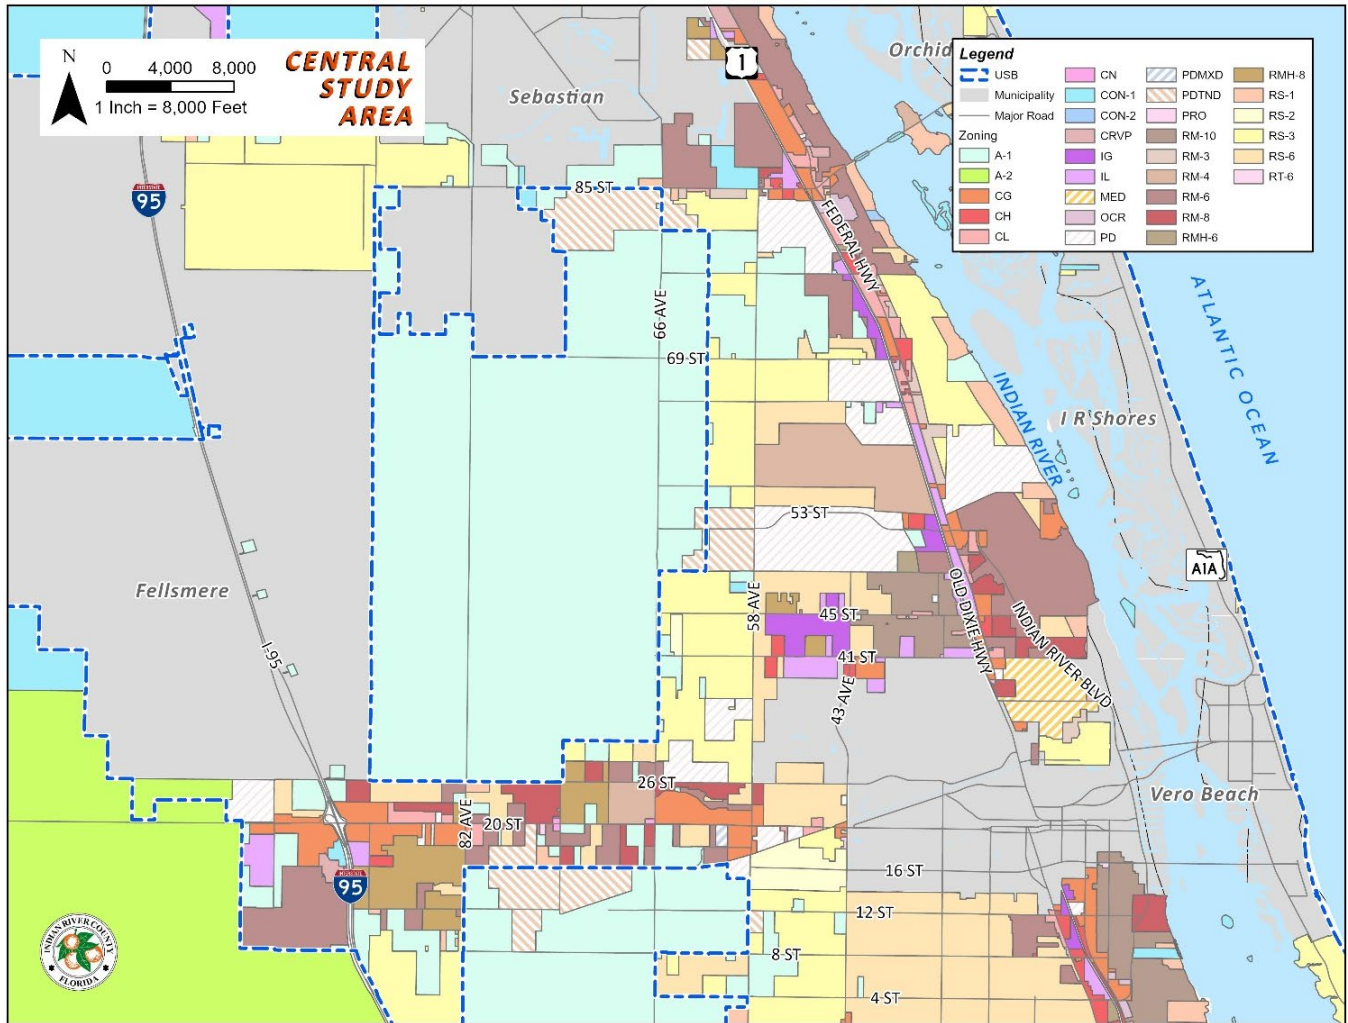 N
0 4,000 8,000
1 Inch = 8,000 Feet
CENTRAL
STUDY
AREA
Sebastian
1
Orchid
Legend
USB
Municipality
Major Road
Zoning
A-1
A-2
CG
CH
CL
CN
CON-1
CON-2
CRVP
IG
IL
MED
OCR
PD
PDMXD
PDTND
PRO
RM-10
RM-3
RM-4
RM-6
RM-8
RMH-6
RMH-8
RS-1
RS-2
RS-3
RS-6
RT-6
95
85 ST
FEDERAL HWY
66 AVE
69 ST
ATLANTIC OCEAN
INDIAN RIVER
I R Shores
53 ST
A1A
Fellsmere
58 AVE
OLD DIXIE HWY
45 ST
INDIAN RIVER BLVD
I-95
41 ST
43 AVE
26 ST
Vero Beach
82 AVE
20 ST
16 ST
95
12 ST
8 ST
4 ST
INDIAN RIVER COUNTY
FLORIDA